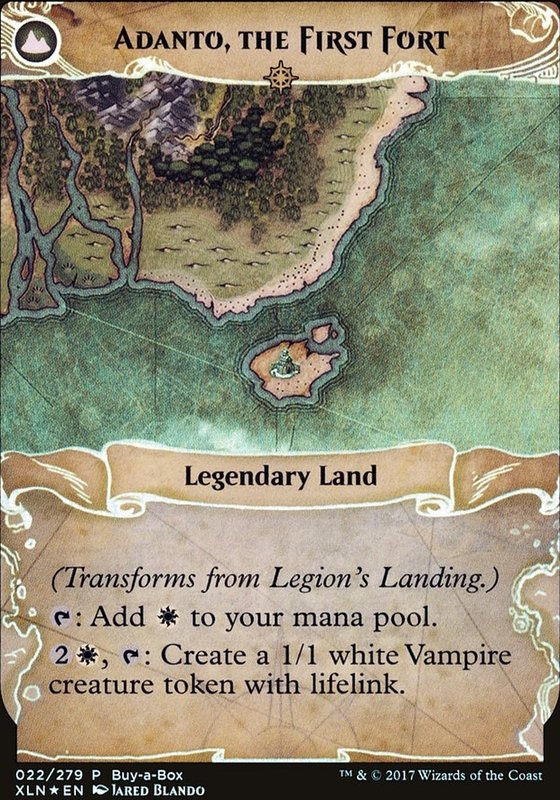 Adanto, the First Fort
Legendary Land
(Transforms from Legion's Landing.)
: Add to your mana pool.
2 , : Create a 1/1 white Vampire
creature token with lifelink.
022/279 P Buy-a-Box
XLN★EN Jared Blando
™ & © 2017 Wizards of the Coast